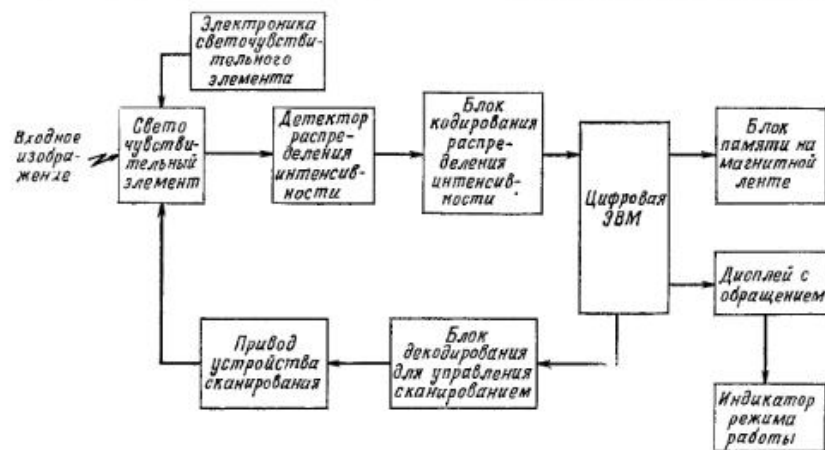 Электроника
светочувстви-
тельного
элемента
Входное
изобра-
жение
Свето
чувстви-
тельный
элемент
Детектор
распре-
деления
интенсив-
ности
Блок
кодирования
распре-
деления
интенсив-
ности
Цифровая
ЭВМ
Блок
памяти на
магнитной
ленте
Дисплей с
обращением
Привод
устройства
сканирования
Блок
декодирования
для управления
сканированием
Индикатор
режима
работы